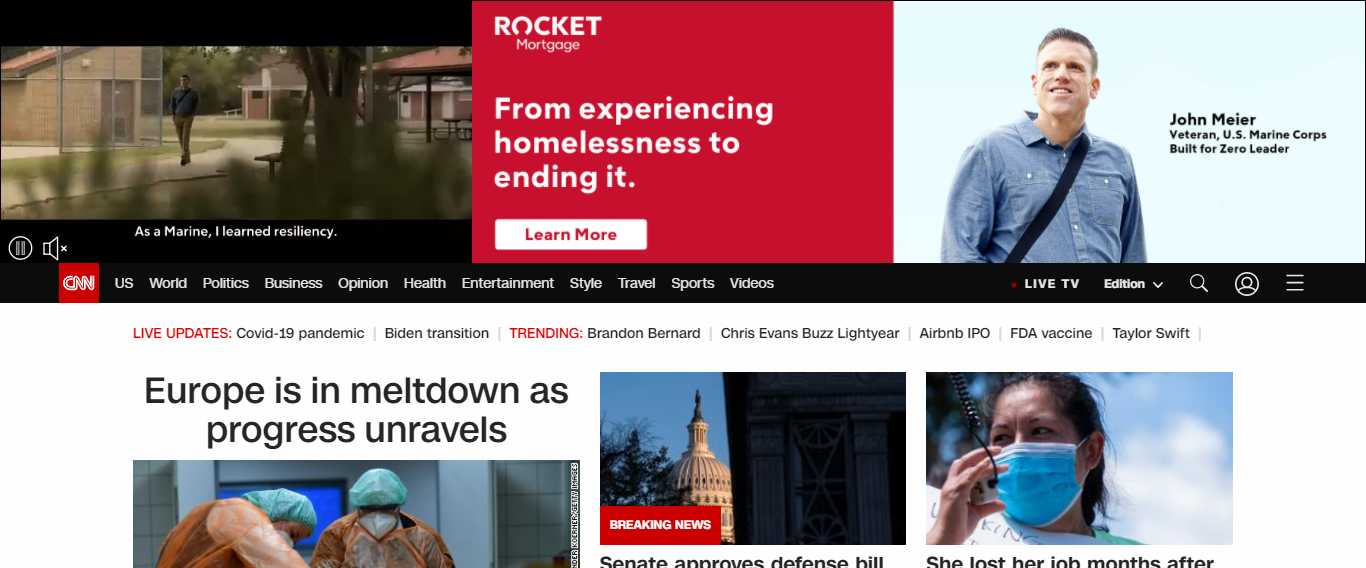 ROCKET
Mortgage
From experiencing
homelessness to
ending it.
Learn More
John Meier
Veteran, U.S. Marine Corps
Built for Zero Leader
As a Marine, I learned resiliency.
CNN US World Politics Business Opinion Health Entertainment Style Travel Sports Videos LIVE TV Edition
LIVE UPDATES: Covid-19 pandemic | Biden transition | TRENDING: Brandon Bernard | Chris Evans Buzz Lightyear | Airbnb IPO | FDA vaccine | Taylor Swift |
Europe is in meltdown as
progress unravels
BREAKING NEWS
Senate approves defense bill
She lost her job months after